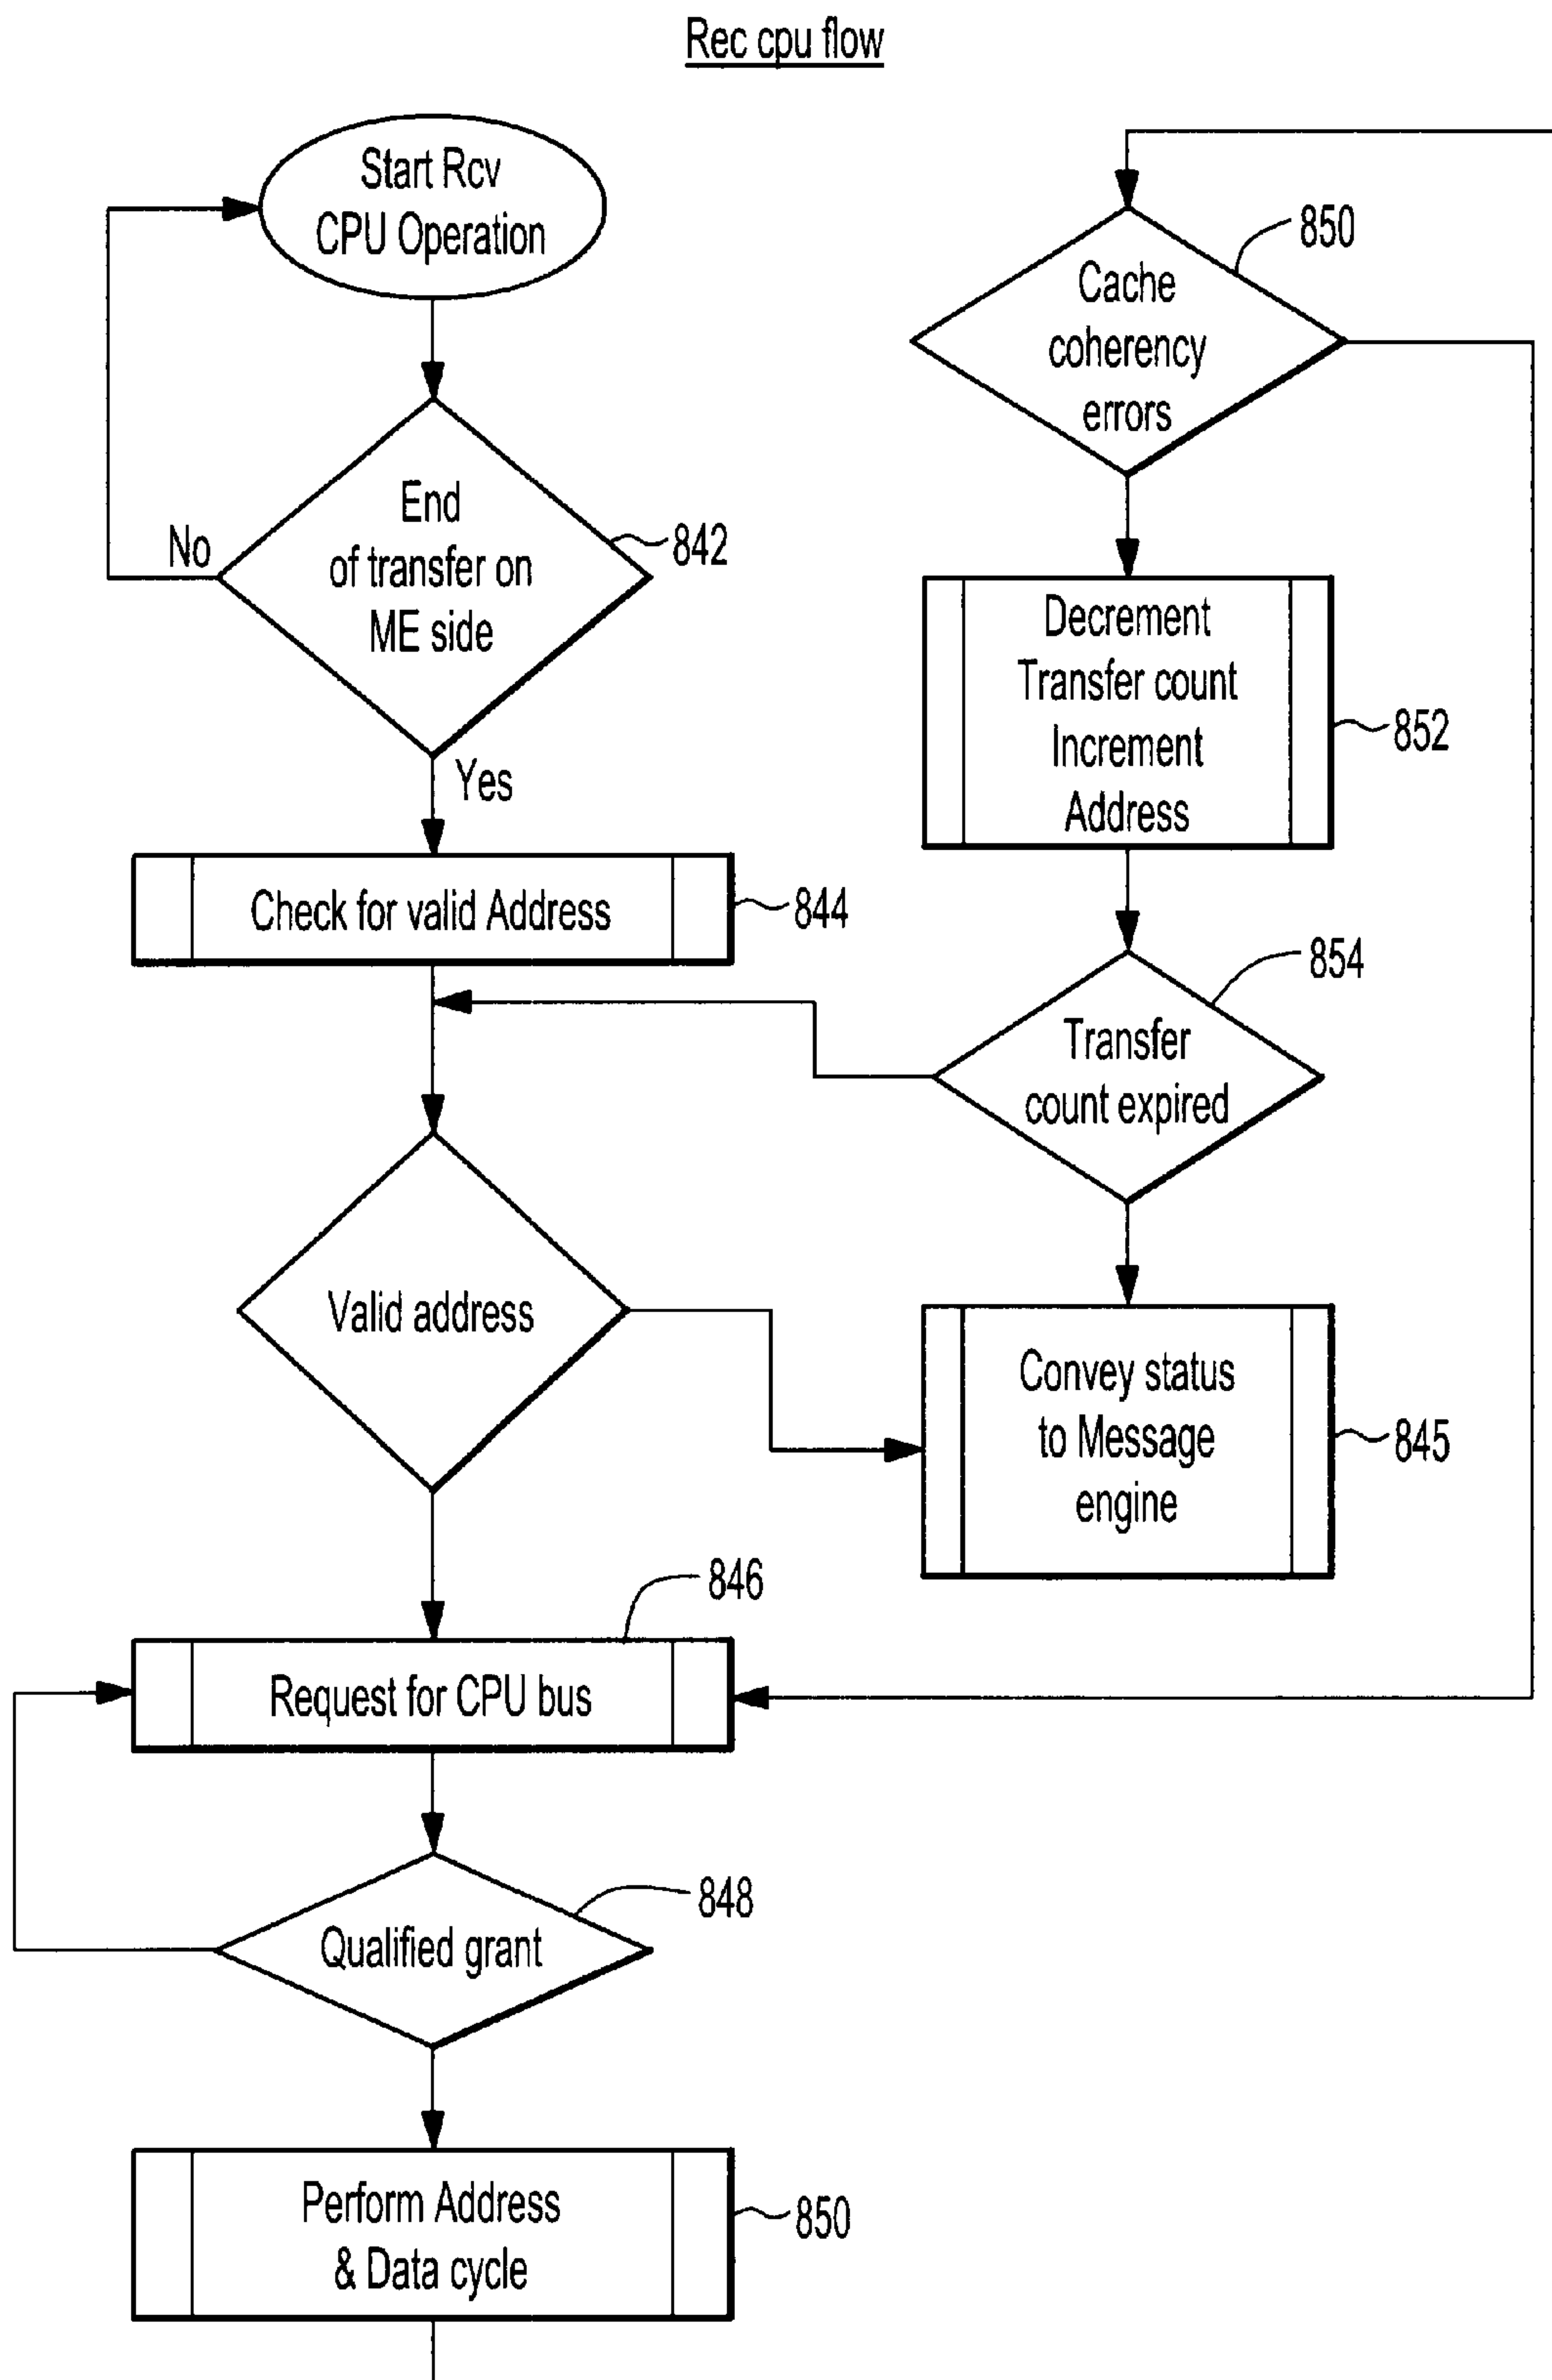 Rec cpu flow
Start Rcv
CPU Operation
End
of transfer on
ME side
842
No
Yes
Check for valid Address
844
Valid address
Request for CPU bus
846
Qualified grant
848
Perform Address
& Data cycle
850
Cache
coherency
errors
850
Decrement
Transfer count
Increment
Address
852
Transfer
count expired
854
Convey status
to Message
engine
845